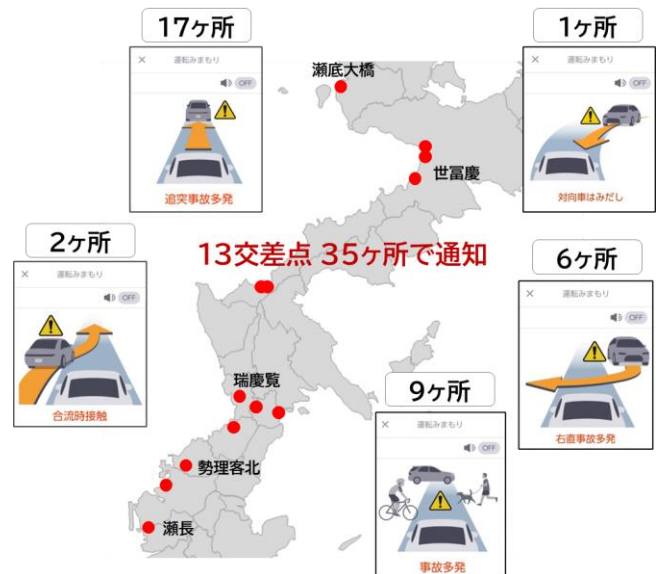 17ヶ所
× 運転みまもり
OFF
追突事故多発
1ヶ所
× 運転みまもり
OFF
対向車はみだし
瀬底大橋
世冨慶
13交差点 35ヶ所で通知
2ヶ所
× 運転みまもり
OFF
合流時接触
6ヶ所
× 運転みまもり
OFF
右直事故多発
瑞慶覧
勢理客北
瀬長
9ヶ所
× 運転みまもり
OFF
事故多発